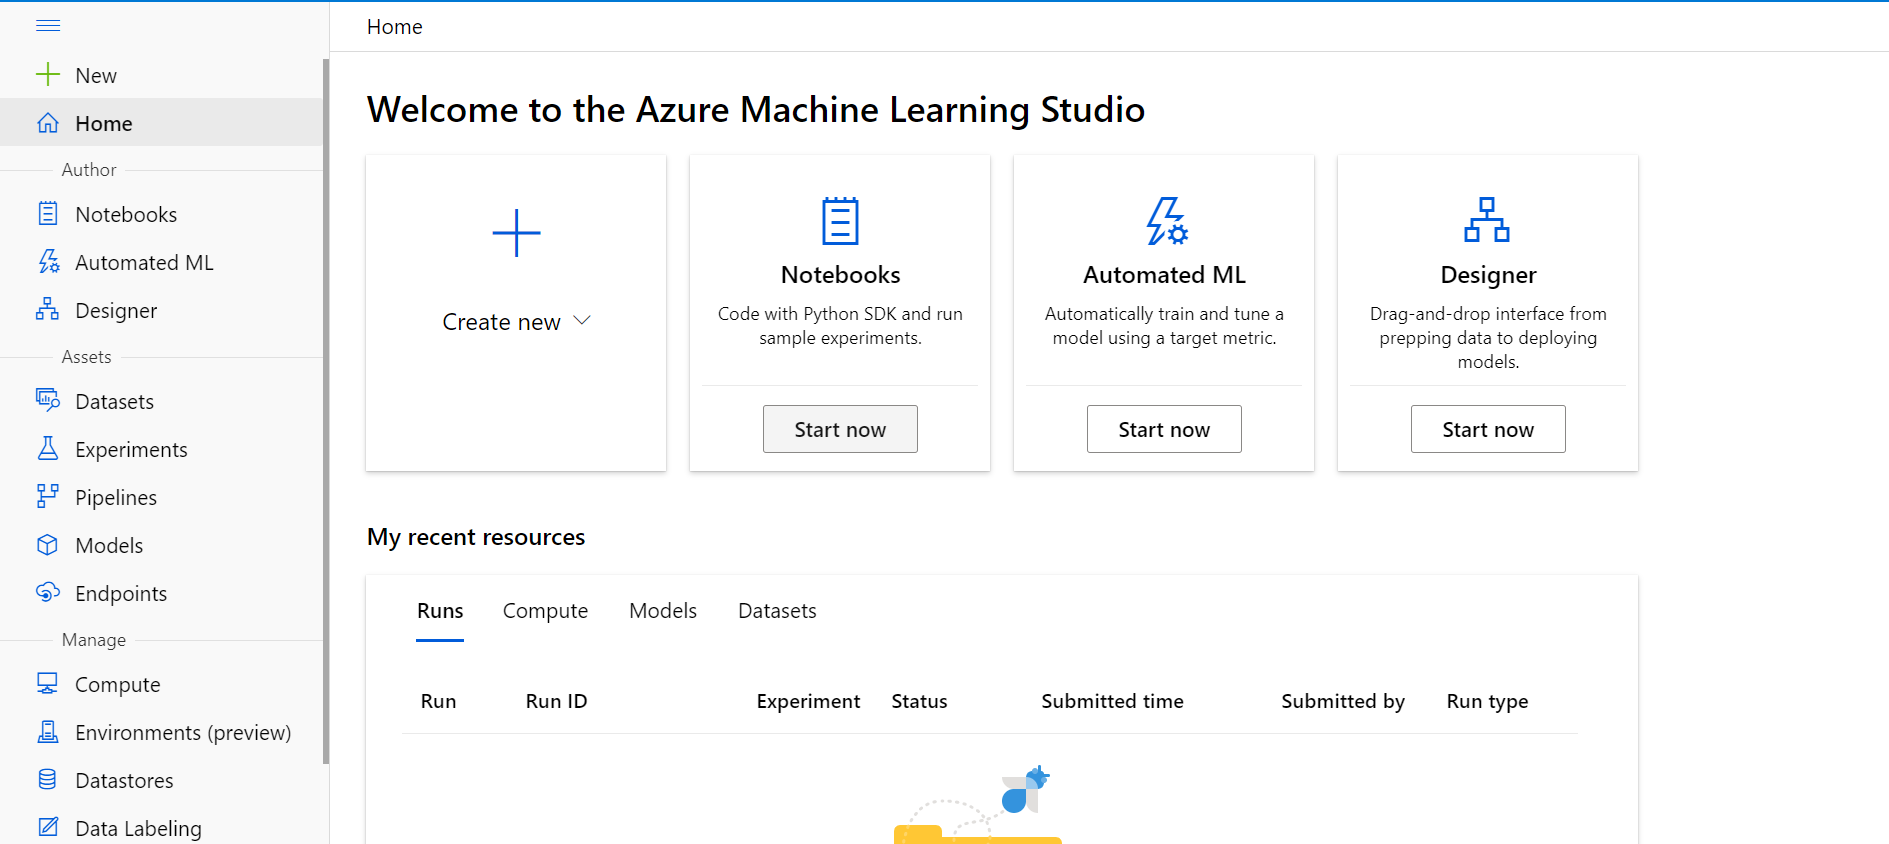 Home
New
Home
Author
Notebooks
Automated ML
Designer
Assets
Datasets
Experiments
Pipelines
Models
Endpoints
Manage
Compute
Environments (preview)
Datastores
Data Labeling
Welcome to the Azure Machine Learning Studio
Create new
Notebooks
Code with Python SDK and run
sample experiments.
Start now
Automated ML
Automatically train and tune a
model using a target metric.
Start now
Designer
Drag-and-drop interface from
prepping data to deploying
models.
Start now
My recent resources
Runs Compute Models Datasets
Run Run ID Experiment Status Submitted time Submitted by Run type